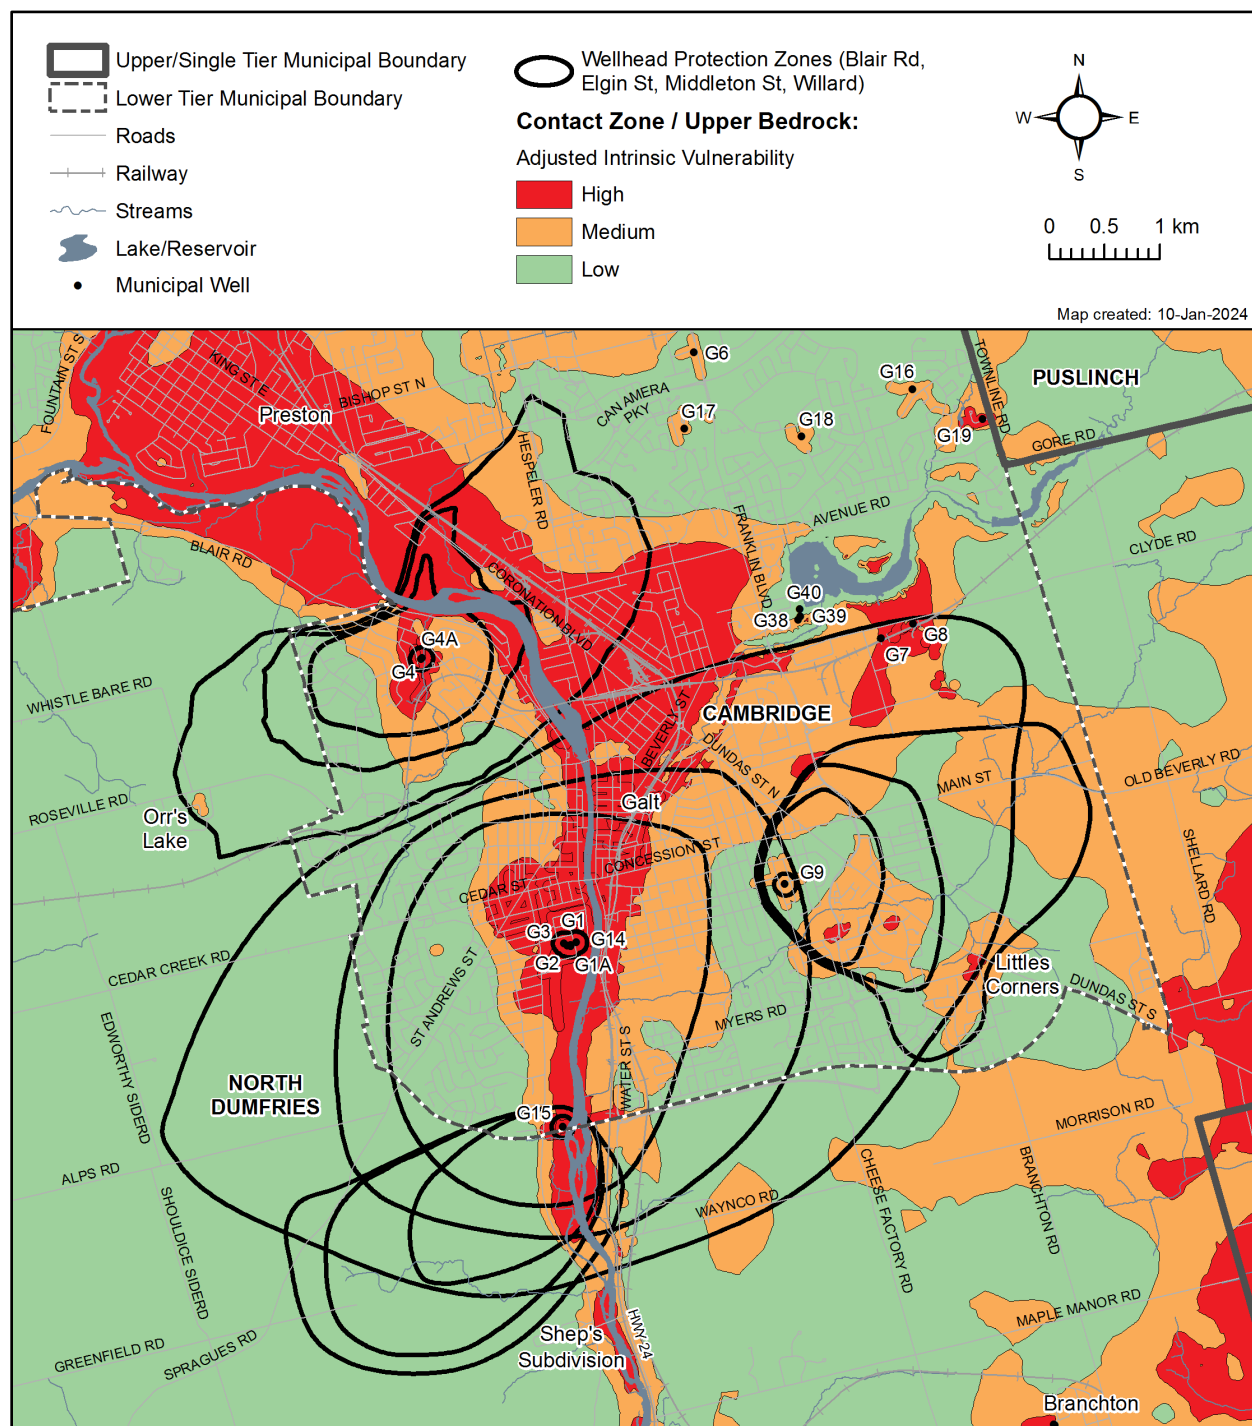 Upper/Single Tier Municipal Boundary
Lower Tier Municipal Boundary
Roads
Railway
Streams
Lake/Reservoir
Municipal Well
Wellhead Protection Zones (Blair Rd,
Elgin St, Middleton St, Willard)
Contact Zone / Upper Bedrock:
Adjusted Intrinsic Vulnerability
High
Medium
Low
N
W
E
S
0 0.5 1 km
Map created: 10-Jan-2024
FOUNTAIN ST S
KING ST E
BISHOP ST N
Preston
HESPELER RD
CAN AMERA
PKY
G6
G17
G18
G16
G19
TOWNLINE RD
PUSLINCH
GORE RD
AVENUE RD
FRANKLIN BLVD
CLYDE RD
BLAIR RD
CORONATION BLVD
G40
G38
G39
G4A
G4
G8
G7
WHISTLE BARE RD
CAMBRIDGE
BEVERLY ST
DUNDAS ST N
MAIN ST
OLD BEVERLY RD
ROSEVILLE RD
Orr's
Lake
Galt
CONCESSION ST
CEDAR ST
G9
SHELLARD RD
G1
G3
G14
G2
G1A
CEDAR CREEK RD
ST ANDREWS ST
Littles
Corners
DUNDAS ST S
MYERS RD
EDWORTHY SIDERD
NORTH
DUMFRIES
WATER ST S
G15
MORRISON RD
ALPS RD
SHOULDICE SIDERD
CHEESE FACTORY RD
BRANCHTON RD
WAYNCO RD
MAPLE MANOR RD
GREENFIELD RD
SPRAGUES RD
Shep's
Subdivision
HWY 24
Branchton